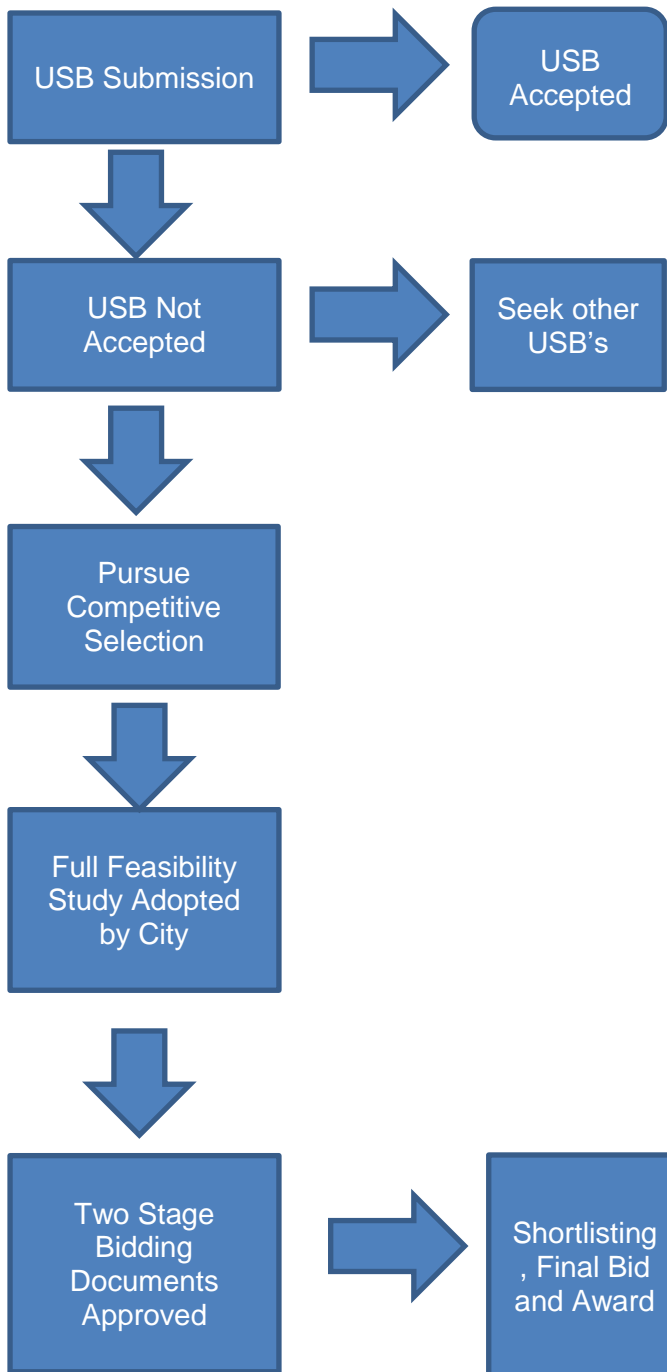 USB Submission
USB
Accepted
USB Not
Accepted
Seek other
USB’s
Pursue
Competitive
Selection
Full Feasibility
Study Adopted
by City
Two Stage
Bidding
Documents
Approved
Shortlisting
, Final Bid
and Award